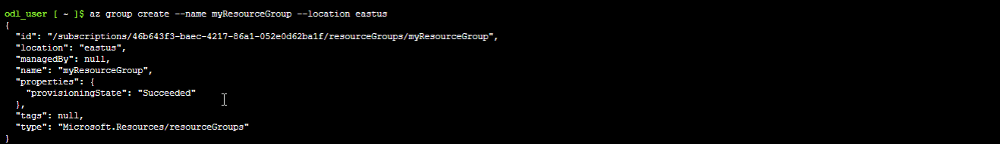 odl_user [ ~ ]$ az group create --name myResourceGroup --location eastus
{
  "id": "/subscriptions/46b643f3-baec-4217-86a1-052e0d62ba1f/resourceGroups/myResourceGroup",
  "location": "eastus",
  "managedBy": null,
  "name": "myResourceGroup",
  "properties": {
    "provisioningState": "Succeeded"
  },
  "tags": null,
  "type": "Microsoft.Resources/resourceGroups"
}